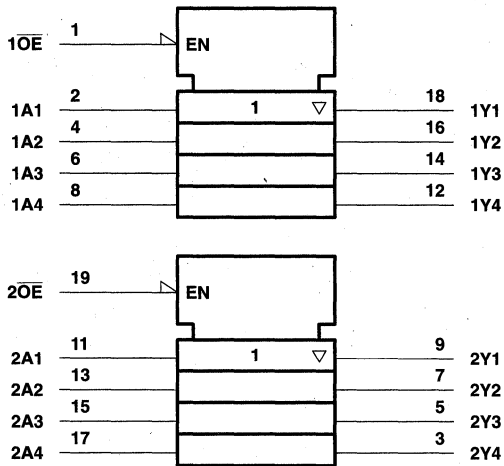 1O̅E̅ 1 EN
1A1 2 1 ▽ 18 1Y1
1A2 4 16 1Y2
1A3 6 14 1Y3
1A4 8 12 1Y4
2O̅E̅ 19 EN
2A1 11 1 ▽ 9 2Y1
2A2 13 7 2Y2
2A3 15 5 2Y3
2A4 17 3 2Y4